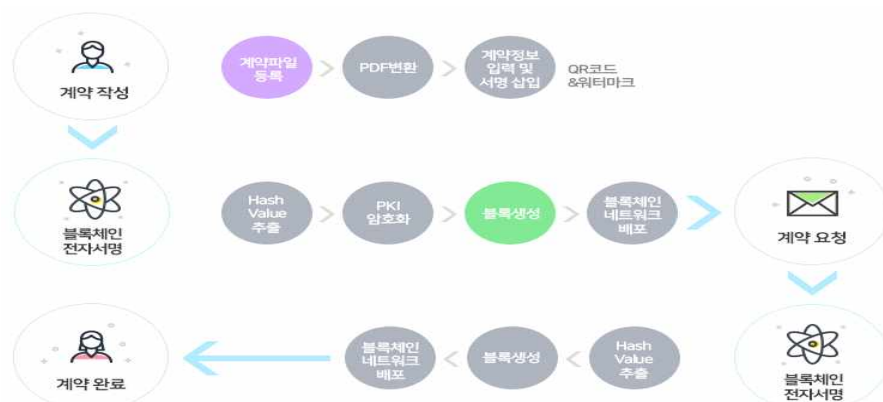 계약 작성
계약파일
등록
PDF변환
계약정보
입력 및
서명 삽입
QR코드
&워터마크
블록체인
전자서명
Hash
Value
추출
PKI
암호화
블록생성
블록체인
네트워크
배포
계약 요청
계약 완료
블록체인
네트워크
배포
블록생성
Hash
Value
추출
블록체인
전자서명